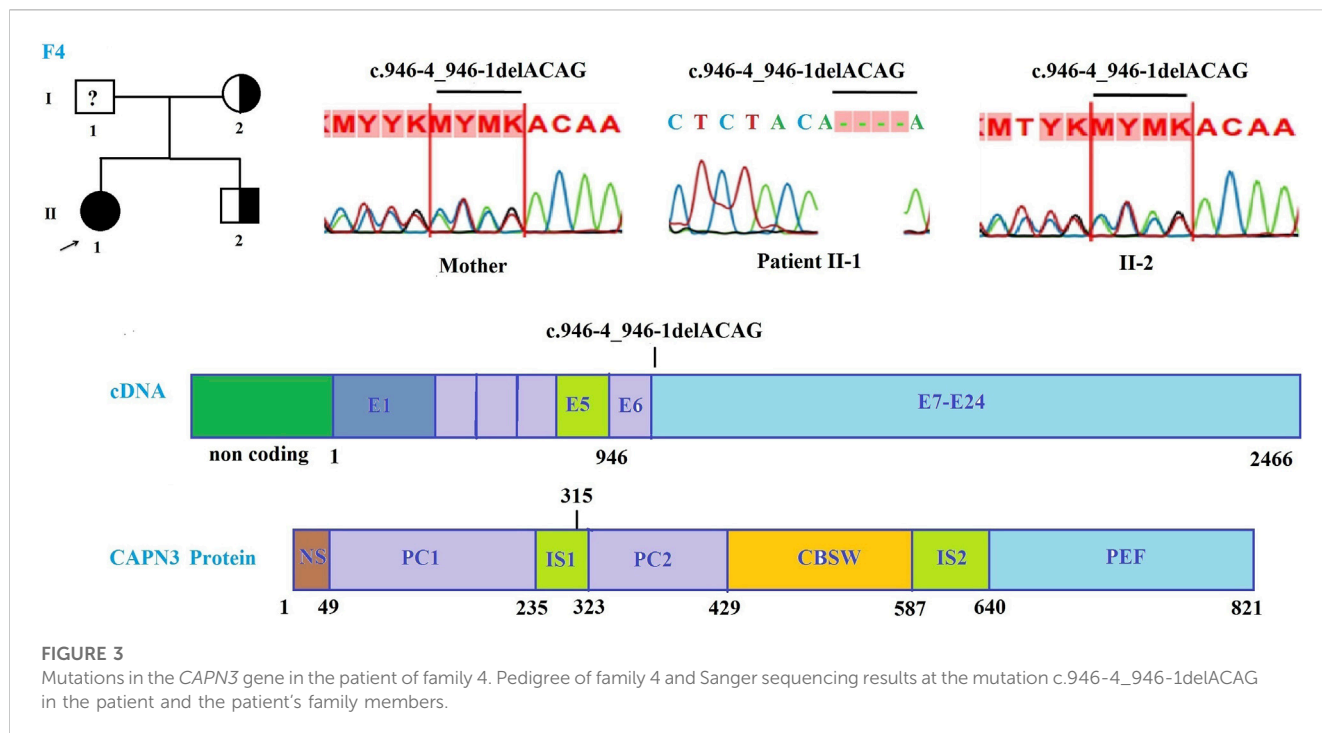 F4
I
?
1
2
II
1
2
c.946-4_946-1delACAG
MYYKMYMKACAA
Mother
c.946-4_946-1delACAG
CTCTACA----A
Patient II-1
c.946-4_946-1delACAG
MTYKMYMKACAA
II-2
c.946-4_946-1delACAG
cDNA
E1
E5
E6
E7-E24
non coding
1
946
2466
315
CAPN3 Protein
NS
PC1
IS1
PC2
CBSW
IS2
PEF
1
49
235
323
429
587
640
821
FIGURE 3
Mutations in the CAPN3 gene in the patient of family 4. Pedigree of family 4 and Sanger sequencing results at the mutation c.946-4_946-1delACAG
in the patient and the patient's family members.